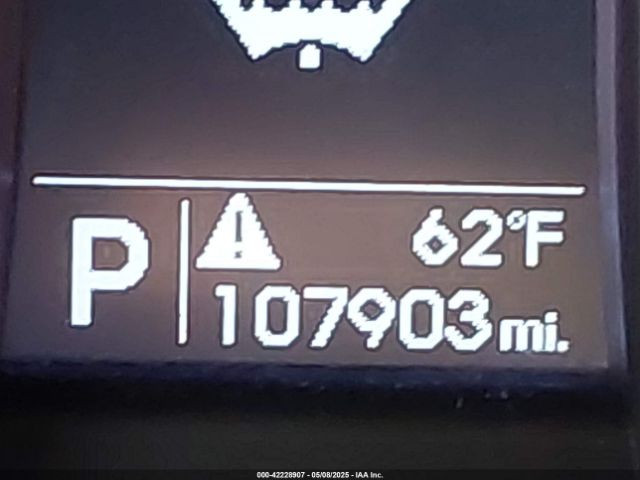 P
62°F
107903 mi.
000-42228907 - 05/08/2025 - IAA Inc.